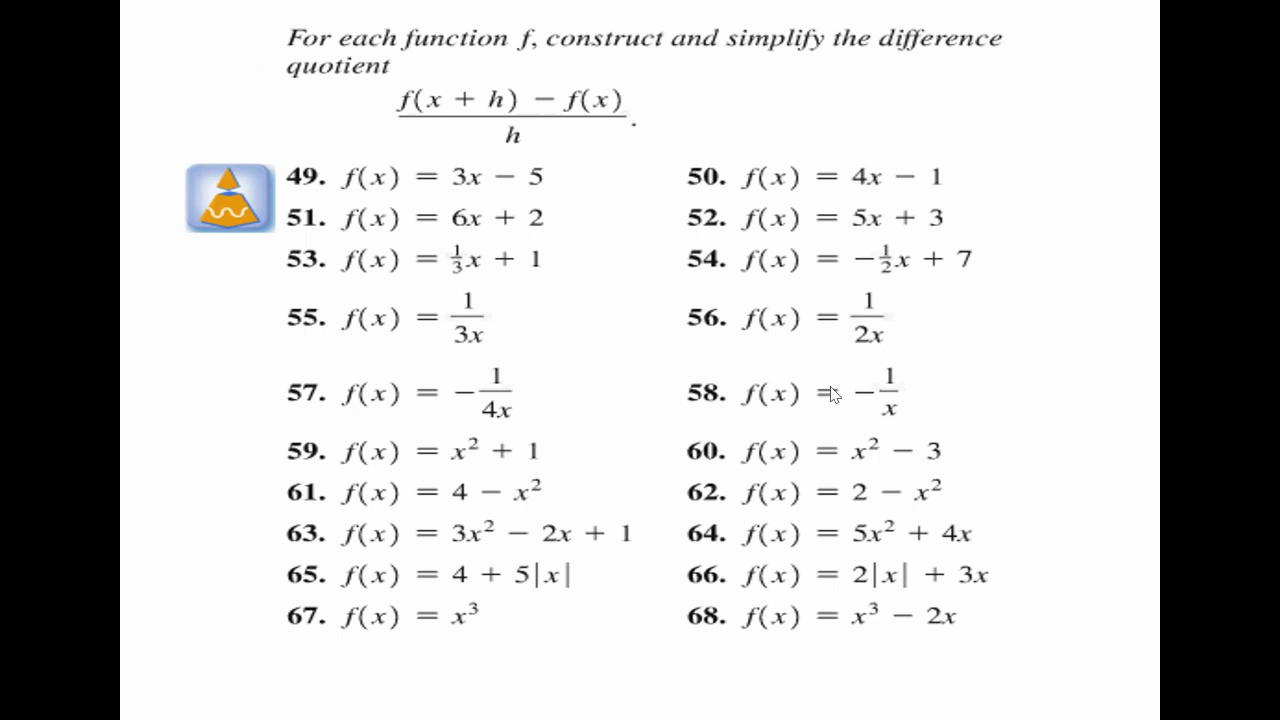 For each function f, construct and simplify the difference
quotient
f(x + h) − f(x)
h
.
49. f(x) = 3x − 5 50. f(x) = 4x − 1
51. f(x) = 6x + 2 52. f(x) = 5x + 3
53. f(x) = 1/3x + 1 54. f(x) = −1/2x + 7
55. f(x) = 1/3x 56. f(x) = 1/2x
57. f(x) = −1/4x 58. f(x) = −1/x
59. f(x) = x² + 1 60. f(x) = x² − 3
61. f(x) = 4 − x² 62. f(x) = 2 − x²
63. f(x) = 3x² − 2x + 1 64. f(x) = 5x² + 4x
65. f(x) = 4 + 5|x| 66. f(x) = 2|x| + 3x
67. f(x) = x³ 68. f(x) = x³ − 2x